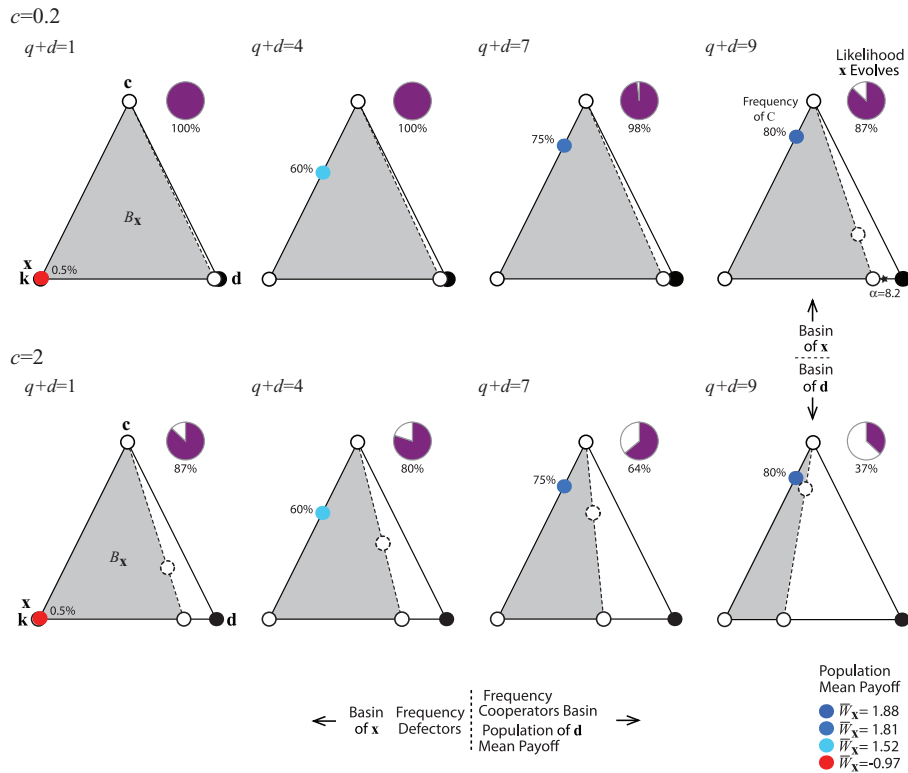 c=0.2
q+d=1
q+d=4
q+d=7
q+d=9
Likelihood
x Evolves
c
100%
100%
98%
Frequency
of C
87%
60%
75%
80%
Bx
x
k
0.5%
d
α=8.2
Basin
of x
Basin
of d
c=2
q+d=1
q+d=4
q+d=7
q+d=9
c
87%
80%
64%
37%
60%
75%
80%
Bx
x
k
0.5%
d
Basin
of x
Frequency
Defectors
Frequency
Cooperators Basin
Population of d
Mean Payoff
Population
Mean Payoff
W̅x= 1.88
W̅x= 1.81
W̅x= 1.52
W̅x=-0.97